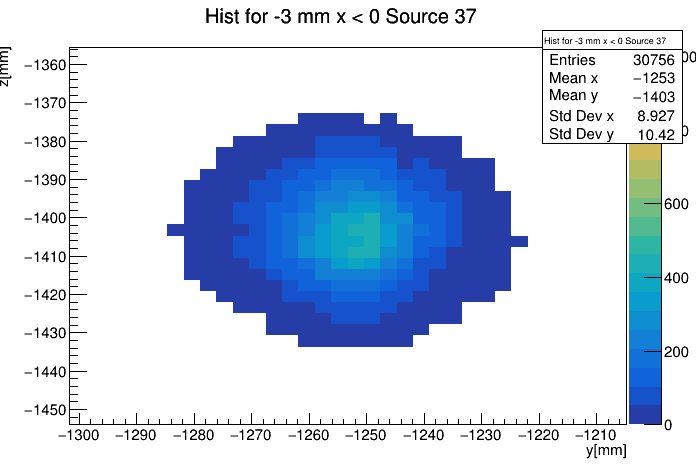 Hist for -3 mm x < 0 Source 37
z[mm]
Hist for -3 mm x < 0 Source 37
Entries 30756
Mean x −1253
Mean y −1403
Std Dev x 8.927
Std Dev y 10.42
−1360
−1370
−1380
−1390
−1400
−1410
−1420
−1430
−1440
−1450
600
400
200
0
−1300 −1290 −1280 −1270 −1260 −1250 −1240 −1230 −1220 −1210
y[mm]